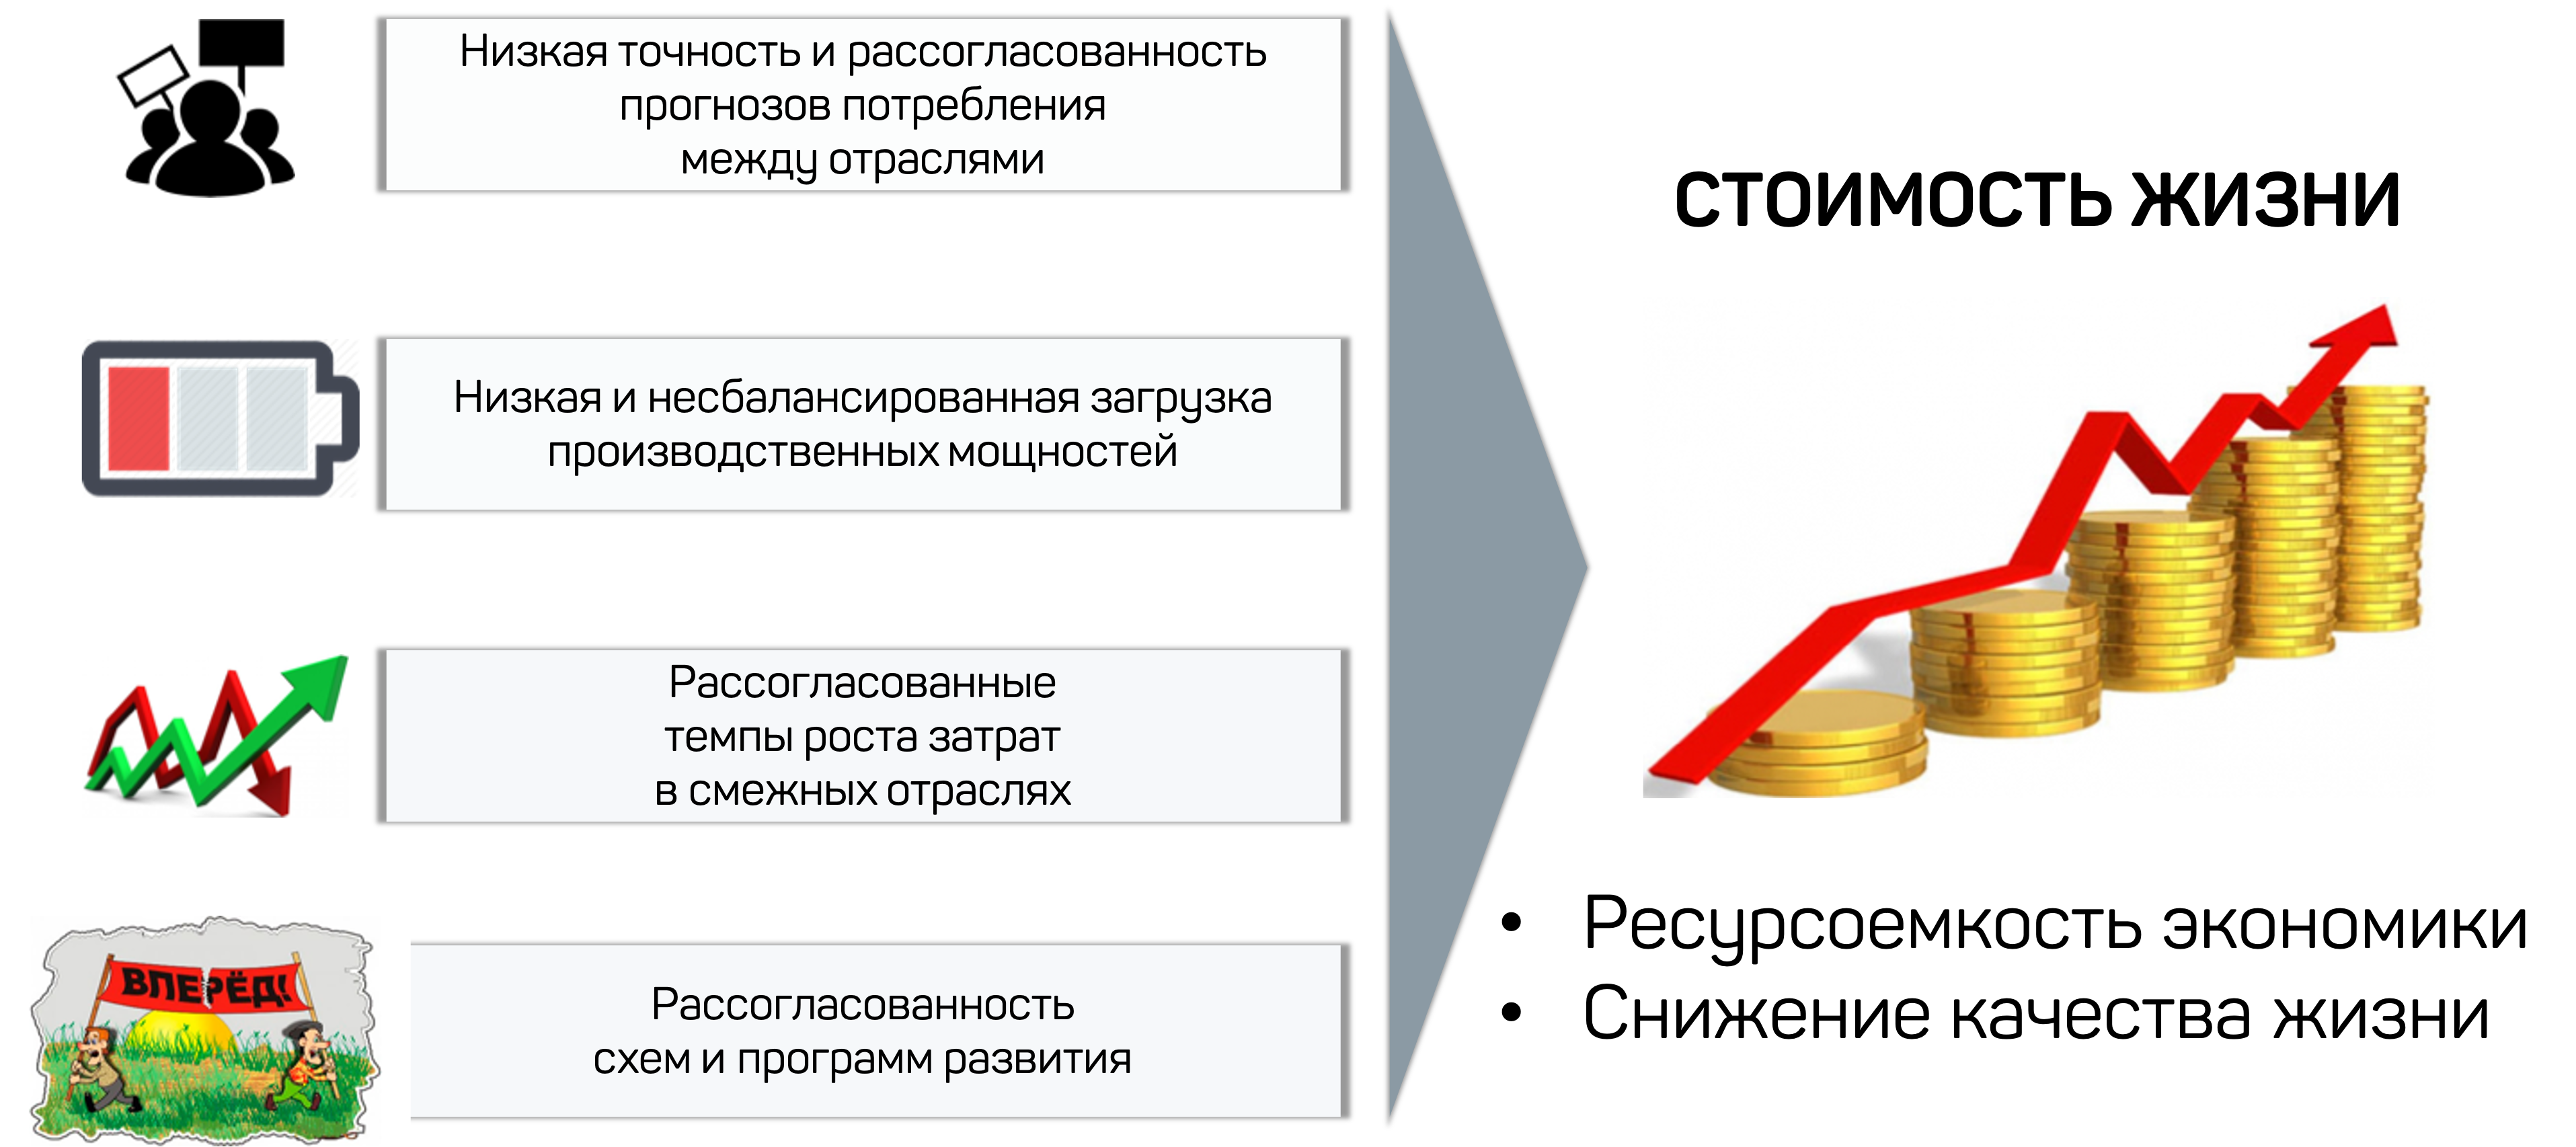 Низкая точность и рассогласованность
прогнозов потребления
между отраслями
Низкая и несбалансированная загрузка
производственных мощностей
Рассогласованные
темпы роста затрат
в смежных отраслях
ВПЕРЁД!
Рассогласованность
схем и программ развития
СТОИМОСТЬ ЖИЗНИ
• Ресурсоемкость экономики
• Снижение качества жизни